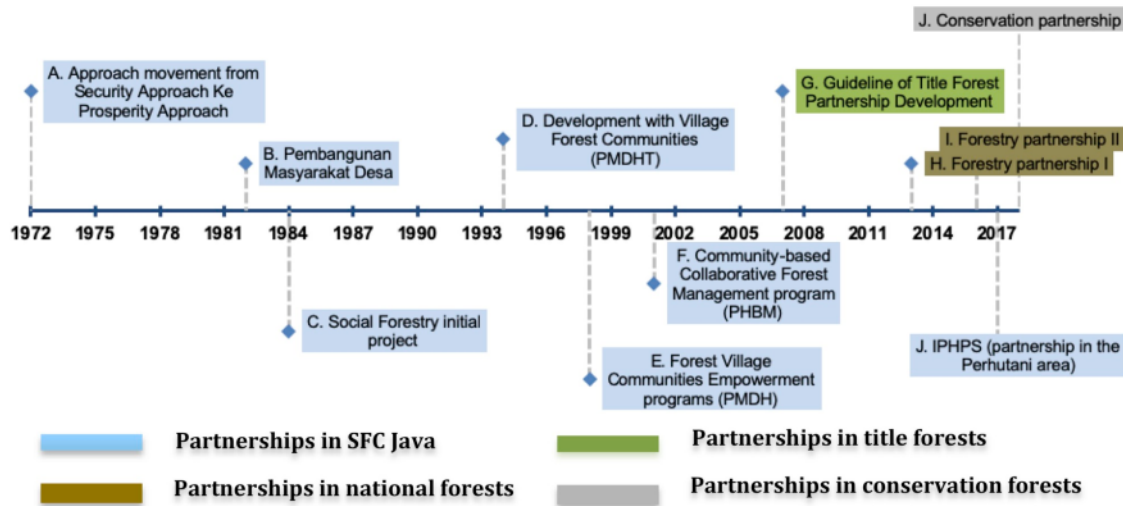 J. Conservation partnership
A. Approach movement from
Security Approach Ke
Prosperity Approach
G. Guideline of Title Forest
Partnership Development
D. Development with Village
Forest Communities
(PMDHT)
B. Pembangunan
Masyarakat Desa
I. Forestry partnership II
H. Forestry partnership I
1972 1975 1978 1981 1984 1987 1990 1993 1996 1999 2002 2005 2008 2011 2014 2017
F. Community-based
Collaborative Forest
Management program
(PHBM)
C. Social Forestry initial
project
E. Forest Village
Communities Empowerment
programs (PMDH)
J. IPHPS (partnership in the
Perhutani area)
Partnerships in SFC Java
Partnerships in title forests
Partnerships in national forests
Partnerships in conservation forests